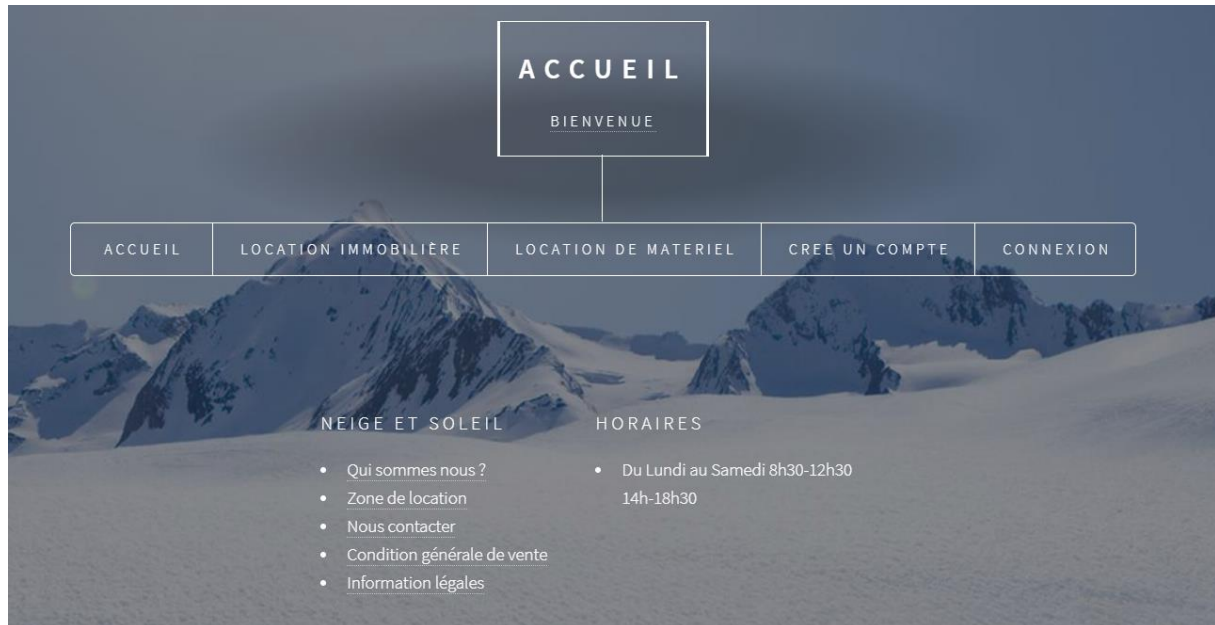 ACCUEIL
BIENVENUE
ACCUEIL
LOCATION IMMOBILIÈRE
LOCATION DE MATERIEL
CREE UN COMPTE
CONNEXION
NEIGE ET SOLEIL
Qui sommes nous ?
Zone de location
Nous contacter
Condition générale de vente
Information légales
HORAIRES
Du Lundi au Samedi 8h30-12h30
14h-18h30